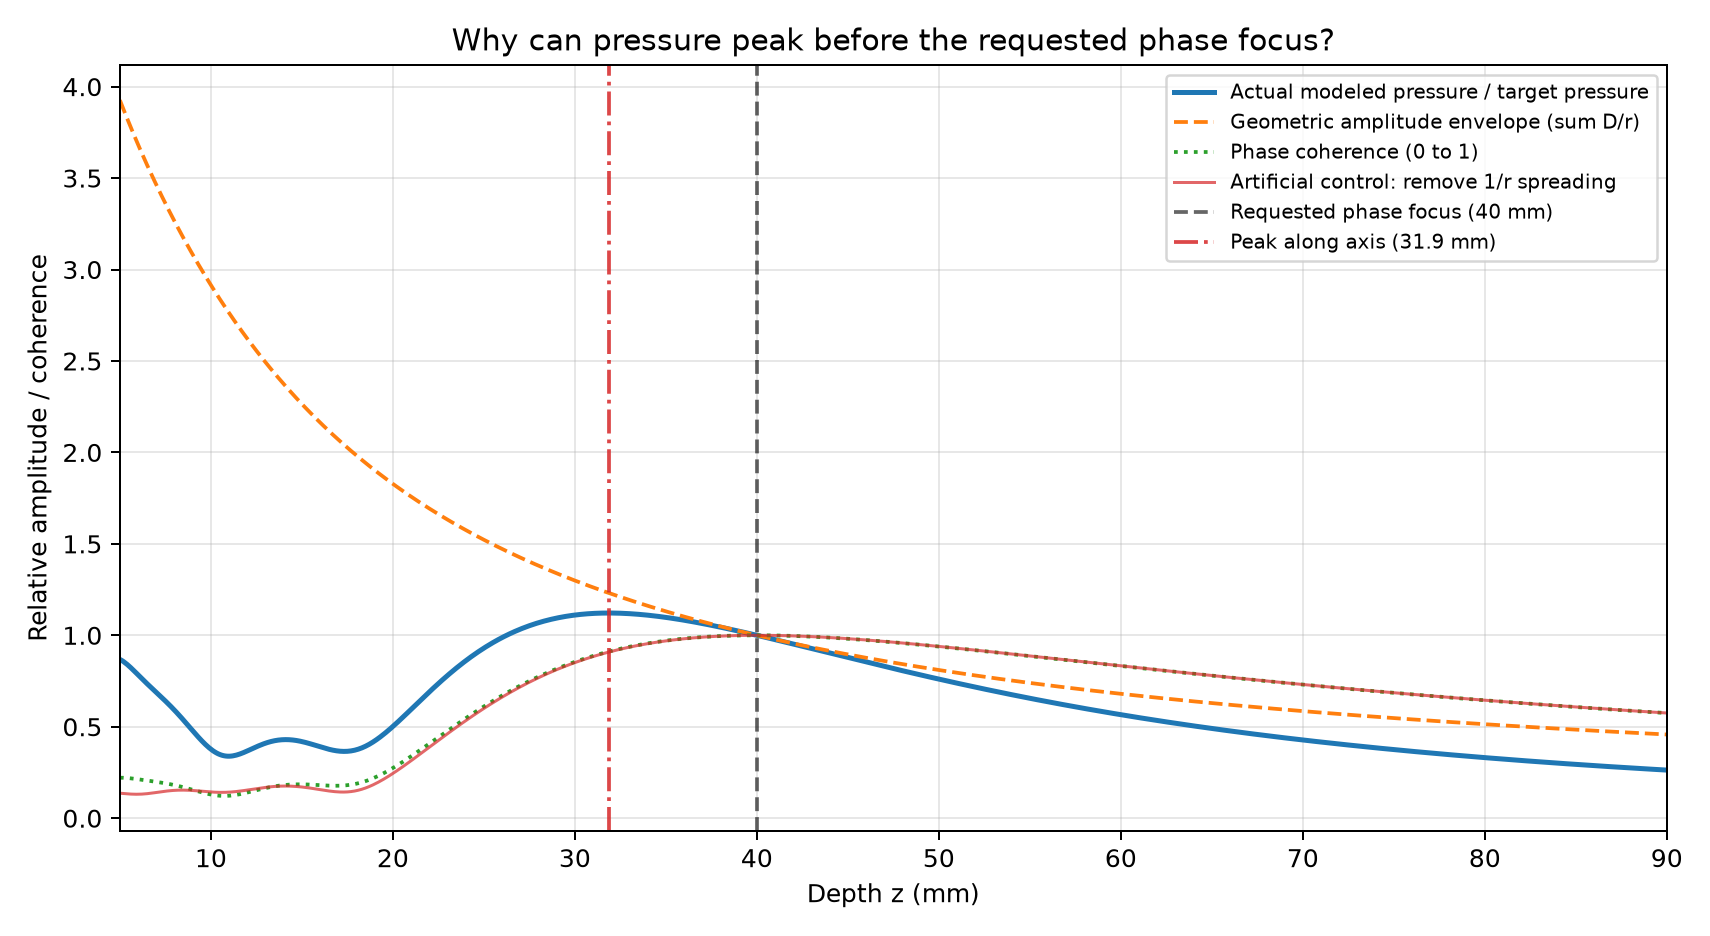 Why can pressure peak before the requested phase focus?
Actual modeled pressure / target pressure
Geometric amplitude envelope (sum D/r)
Phase coherence (0 to 1)
Artificial control: remove 1/r spreading
Requested phase focus (40 mm)
Peak along axis (31.9 mm)
Relative amplitude / coherence
4.0
3.5
3.0
2.5
2.0
1.5
1.0
0.5
0.0
10 20 30 40 50 60 70 80 90
Depth z (mm)